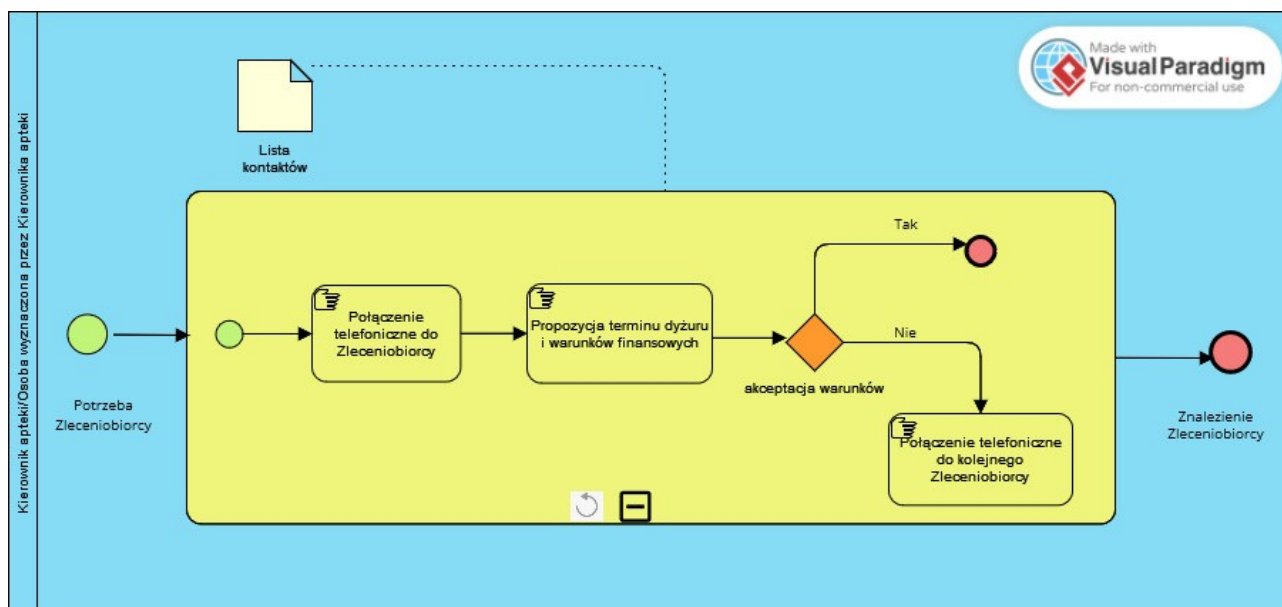 Kierownik apteki/Osoba wyznaczona przez Kierownika apteki
Made with
Visual Paradigm
For non-commercial use
Lista
kontaktów
Tak
Połączenie
telefoniczne do
Zleceniobiorcy
Propozycja terminu dyżuru
i warunków finansowych
Nie
akceptacja warunków
Potrzeba
Zleceniobiorcy
Połączenie telefoniczne
do kolejnego
Zleceniobiorcy
Znalezienie
Zleceniobiorcy